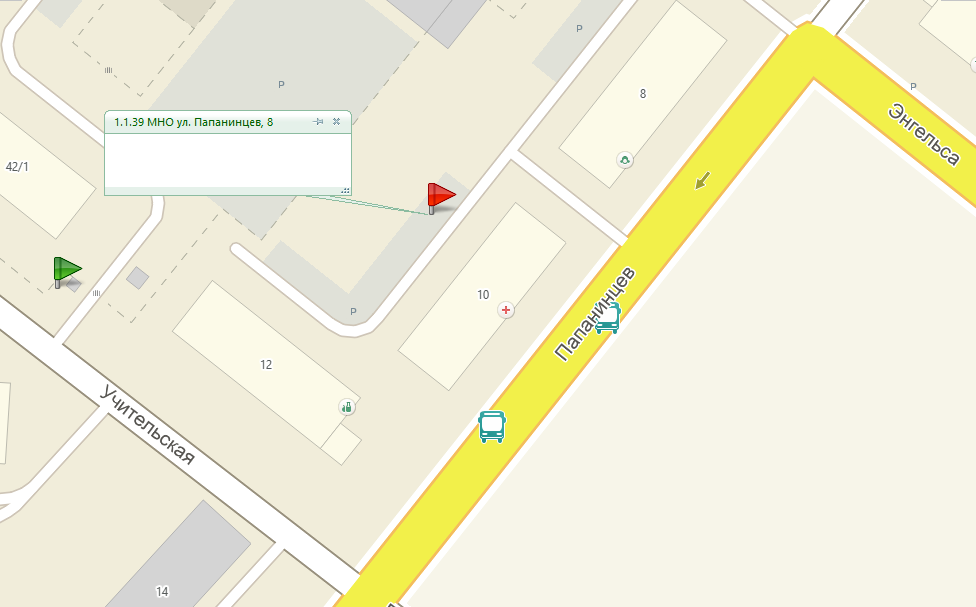 P
P
8
P
1.1.39 МНО ул. Папанинцев, 8
Энгельса
42/1
10
Папанинцев
P
12
Учительская
14